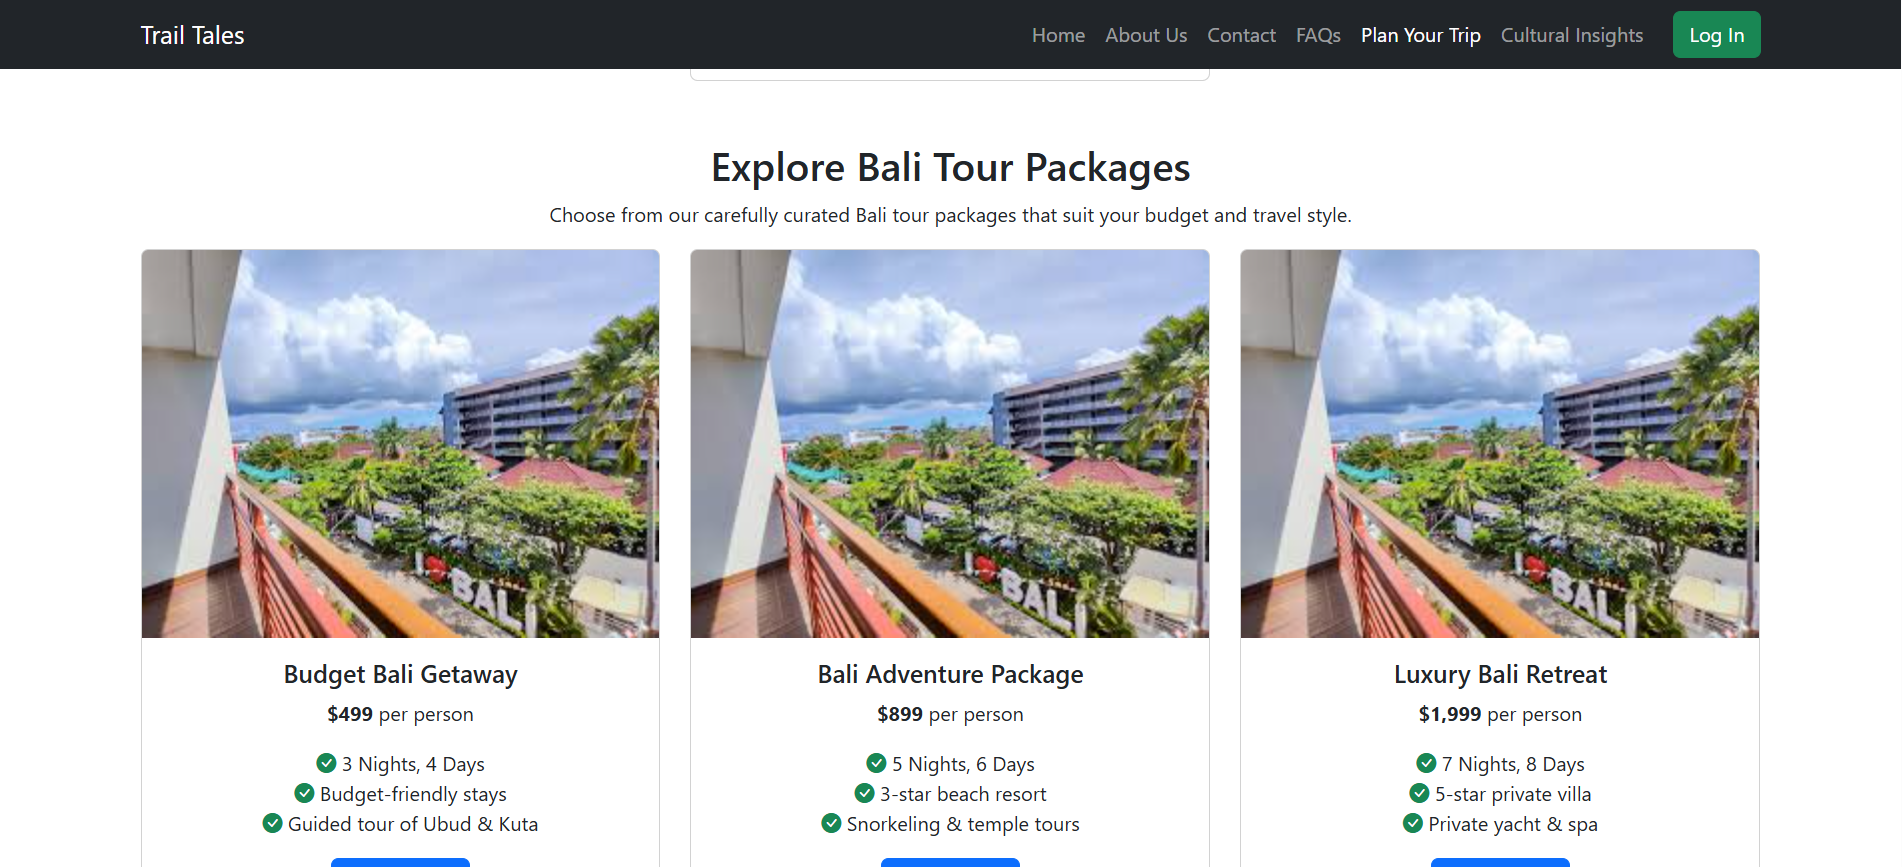 Trail Tales
Home About Us Contact FAQs Plan Your Trip Cultural Insights Log In
Explore Bali Tour Packages
Choose from our carefully curated Bali tour packages that suit your budget and travel style.
I BALI
I BALI
I BALI
Budget Bali Getaway
$499 per person
3 Nights, 4 Days
Budget-friendly stays
Guided tour of Ubud & Kuta
Bali Adventure Package
$899 per person
5 Nights, 6 Days
3-star beach resort
Snorkeling & temple tours
Luxury Bali Retreat
$1,999 per person
7 Nights, 8 Days
5-star private villa
Private yacht & spa